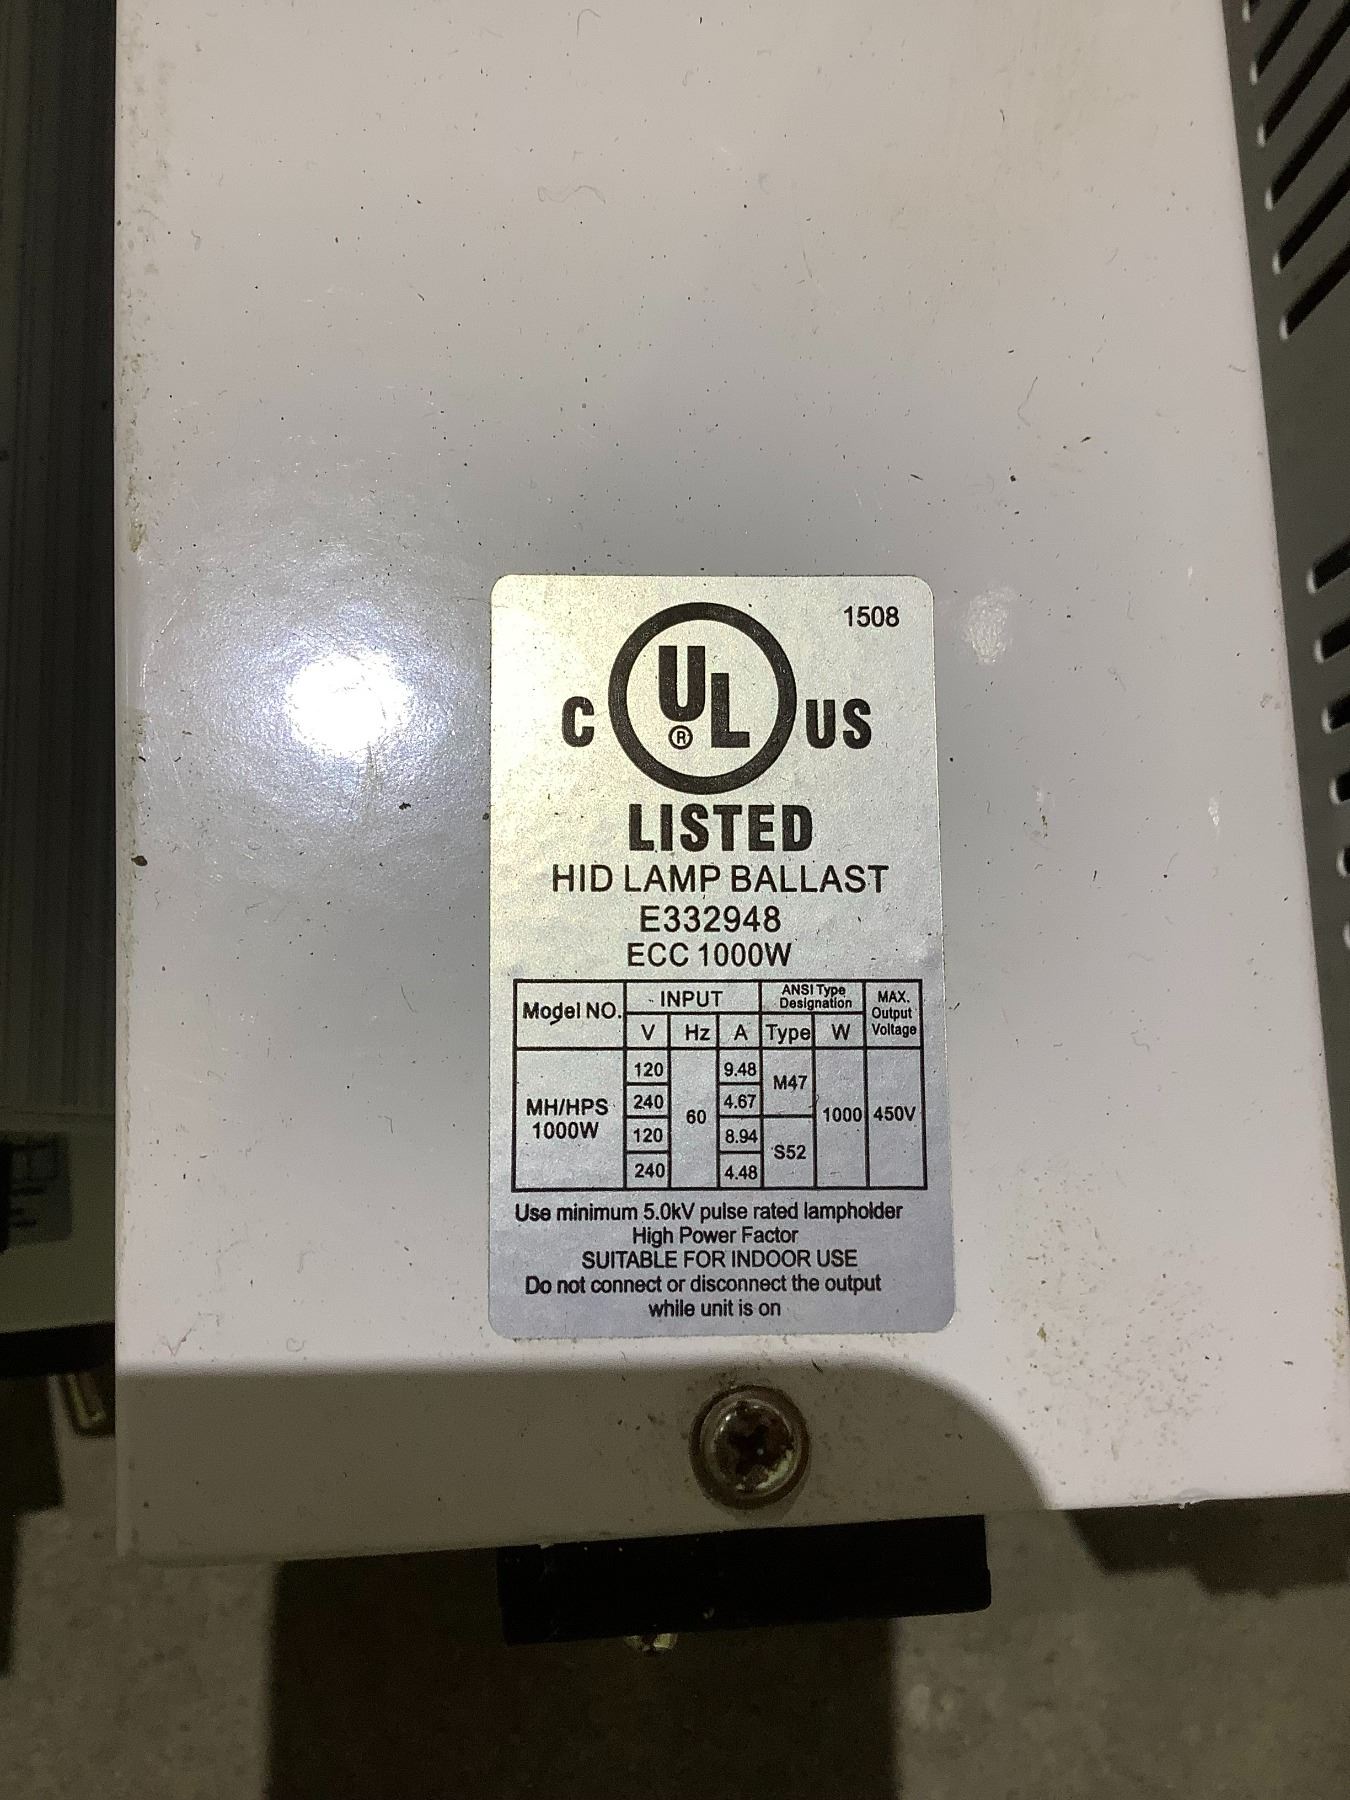 1508
C UL® US
LISTED
HID LAMP BALLAST
E332948
ECC 1000W
Model NO. INPUT ANSI Type Designation MAX. Output Voltage
V Hz A Type W
MH/HPS 1000W 120 60 9.48 M47 1000 450V
240 4.67
120 8.94 S52
240 4.48
Use minimum 5.0kV pulse rated lampholder
High Power Factor
SUITABLE FOR INDOOR USE
Do not connect or disconnect the output
while unit is on